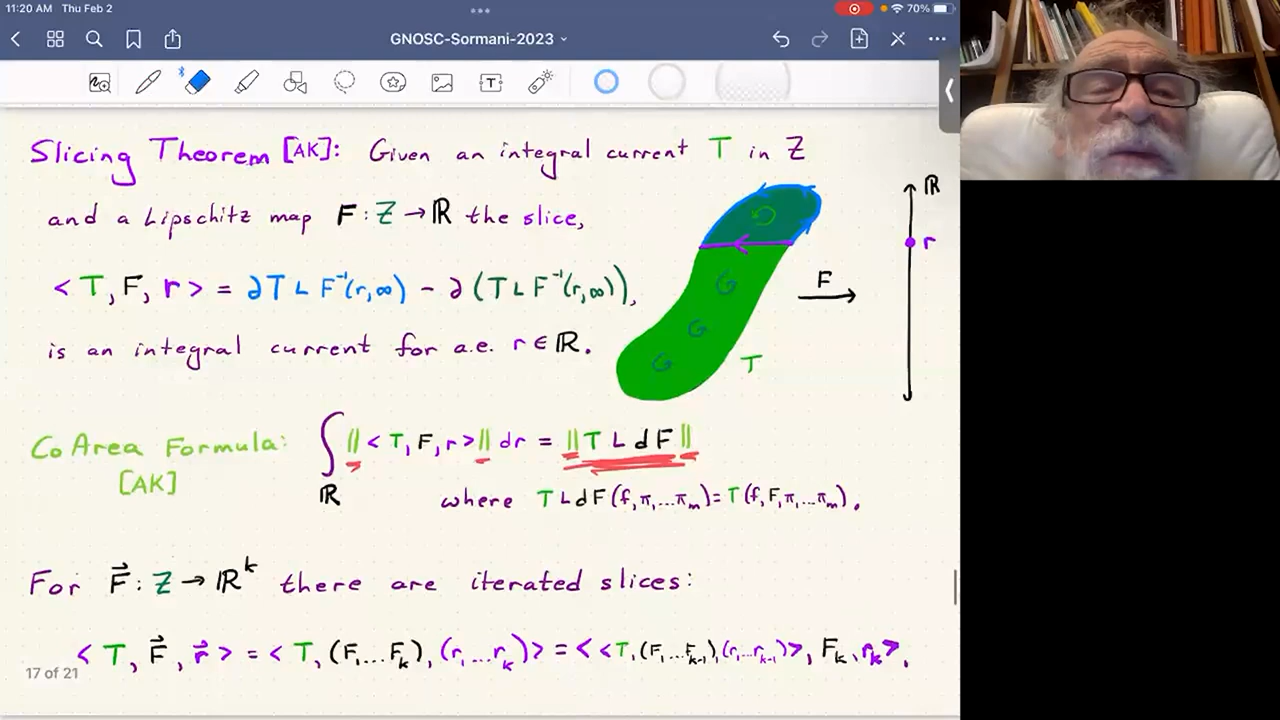 11:20 AM Thu Feb 2
70%
GNOSC-Sormani-2023
Slicing Theorem [AK]: Given an integral current T in Z
and a Lipschitz map F : Z → ℝ the slice,
< T, F, r > = ∂T L F⁻¹(r,∞) - ∂ (T L F⁻¹(r,∞)),
is an integral current for a.e. r ∈ ℝ.
F
T
ℝ
r
CoArea Formula: ∫ || < T, F, r > || dr = || T L dF ||
[AK]
ℝ
where T L dF (f, π₁...πₘ) = T (f, F, π₁...πₘ).
For F⃗ : Z → ℝᵏ there are iterated slices:
< T, F⃗, r⃗ > = < T, (F₁...Fₖ), (r₁...rₖ) > = < < T, (F₁...Fₖ₋₁), (r₁...rₖ₋₁) >, Fₖ, rₖ >,
17 of 21